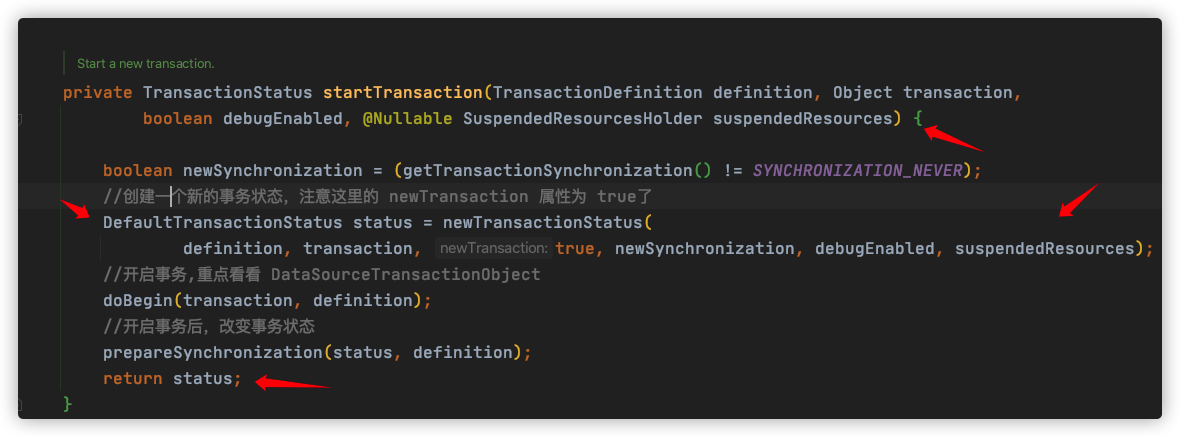 Start a new transaction.
private TransactionStatus startTransaction(TransactionDefinition definition, Object transaction,
boolean debugEnabled, @Nullable SuspendedResourcesHolder suspendedResources) {
boolean newSynchronization = (getTransactionSynchronization() != SYNCHRONIZATION_NEVER);
//创建一个新的事务状态，注意这里的 newTransaction 属性为 true了
DefaultTransactionStatus status = newTransactionStatus(
definition, transaction, newTransaction: true, newSynchronization, debugEnabled, suspendedResources);
//开启事务,重点看看 DataSourceTransactionObject
doBegin(transaction, definition);
//开启事务后，改变事务状态
prepareSynchronization(status, definition);
return status;
}